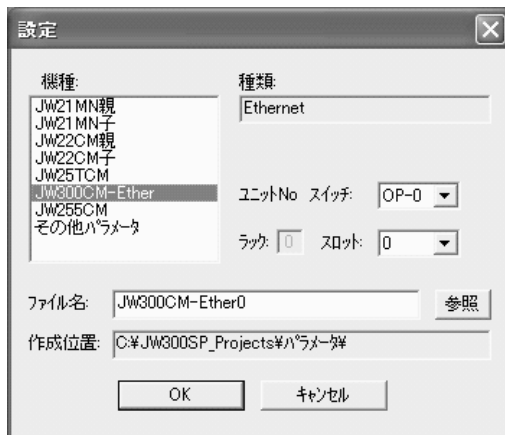 設定
機種:
JW21MN親
JW21MN子
JW22CM親
JW22CM子
JW25TCM
JW300CM-Ether
JW255CM
その他ﾊﾟﾗﾒｰﾀ
種類:
Ethernet
ﾕﾆｯﾄNo ｽｲｯﾁ: OP-0
ﾗｯｸ: 0 ｽﾛｯﾄ: 0
ﾌｧｲﾙ名: JW300CM-Ether0 参照
作成位置: C:¥JW300SP_Projects¥ﾊﾟﾗﾒｰﾀ¥
OK ｷｬﾝｾﾙ